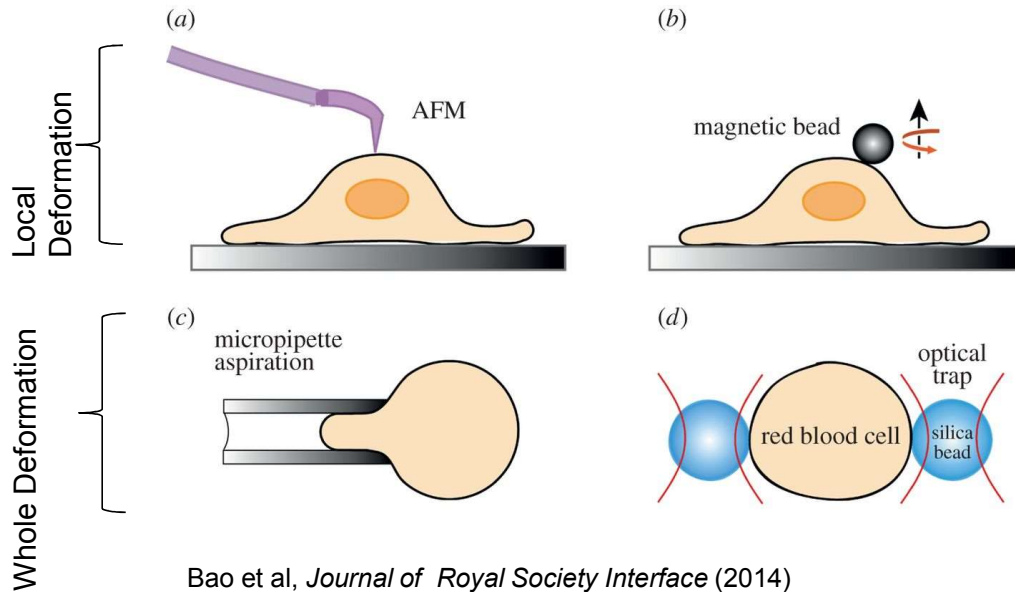 Local
Deformation
(a)
AFM
(b)
magnetic bead
Whole Deformation
(c)
micropipette
aspiration
(d)
optical
trap
red blood cell
silica
bead
Bao et al, Journal of Royal Society Interface (2014)